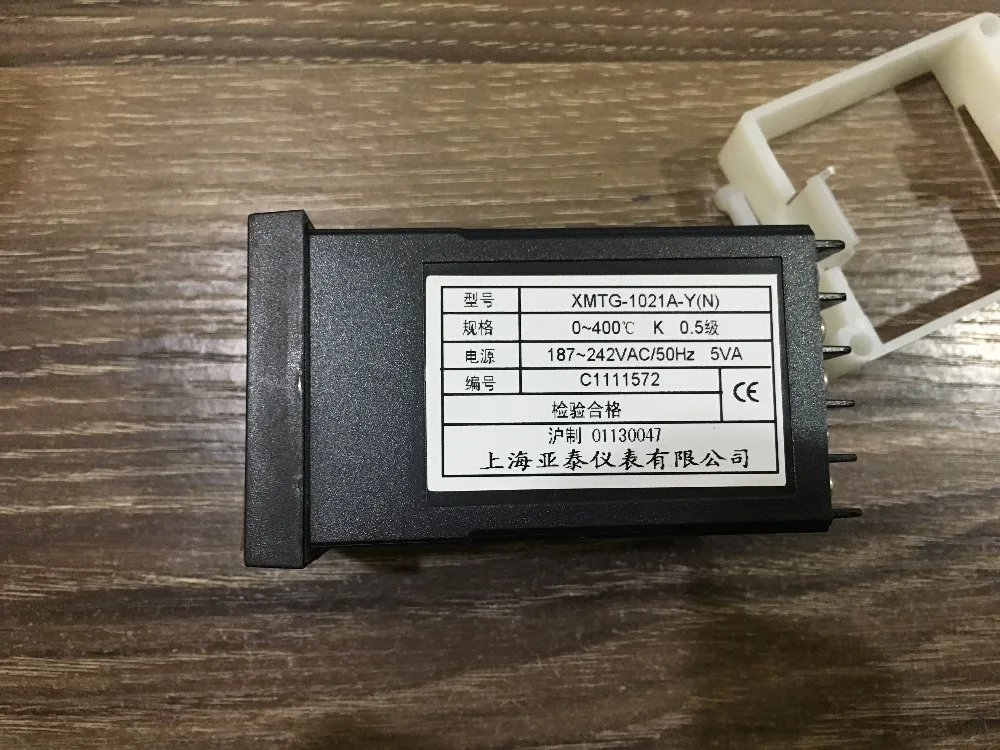 型号 XMTG-1021A-Y(N)
规格 0~400℃ K 0.5级
电源 187~242VAC/50Hz 5VA
编号 C1111572
CE
检验合格
沪制 01130047
上海亚泰仪表有限公司